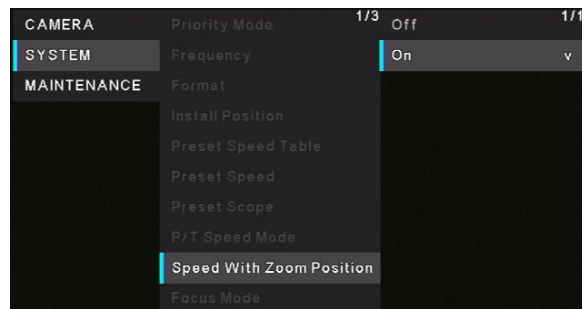 CAMERA
SYSTEM
MAINTENANCE
1/3
Priority Mode
Frequency
Format
Install Position
Preset Speed Table
Preset Speed
Preset Scope
P/T Speed Mode
Speed With Zoom Position
Focus Mode
1/1
Off
On v